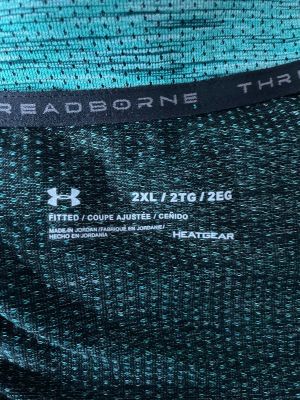 READBORNE THR
2XL / 2TG / 2EG
FITTED / COUPE AJUSTÉE / CEÑIDO
MADE IN JORDAN / FABRIQUÉ EN JORDANIE /
HECHO EN JORDANIA
HEATGEAR